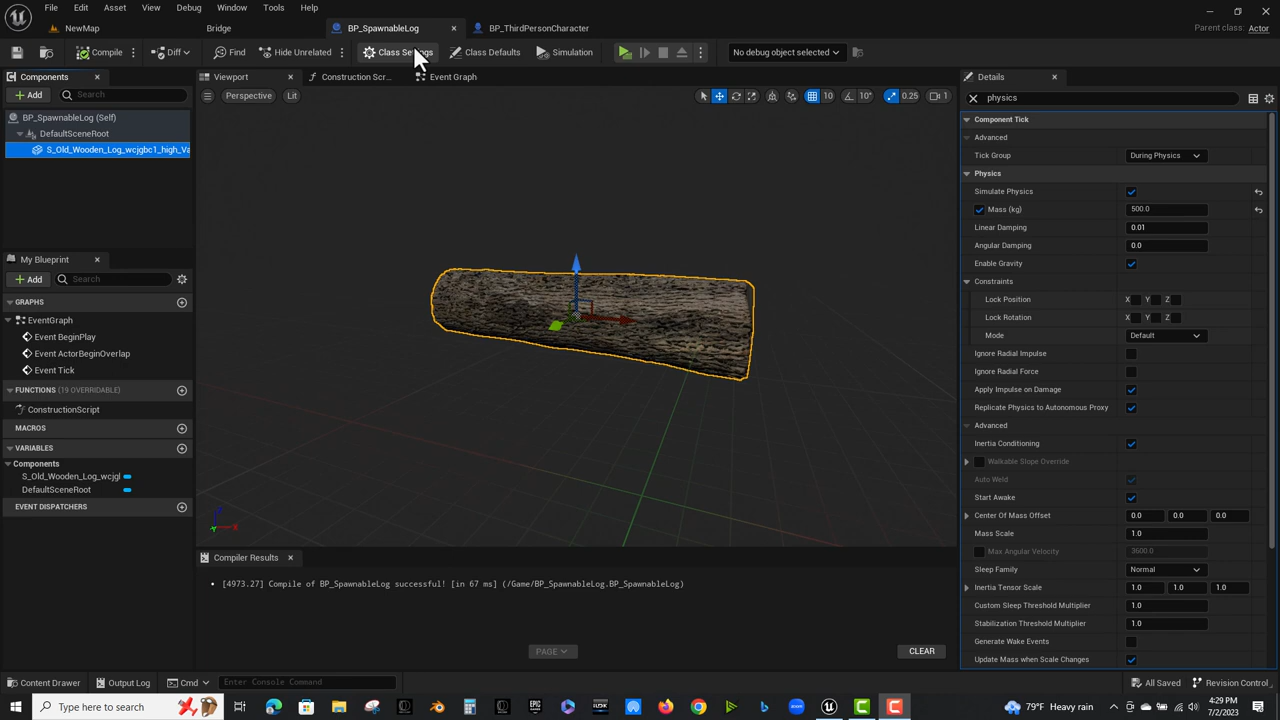 File Edit Asset View Debug Window Tools Help
NewMap Bridge BP_SpawnableLog BP_ThirdPersonCharacter Parent class: Actor
Compile Diff Find Hide Unrelated Class Settings Class Defaults Simulation No debug object selected
Components Viewport Construction Scr... Event Graph Details
Add Search Perspective Lit 10 10° 0.25 1 physics
BP_SpawnableLog (Self)
DefaultSceneRoot
S_Old_Wooden_Log_wcjgbc1_high_Va
My Blueprint
Add Search
GRAPHS
EventGraph
Event BeginPlay
Event ActorBeginOverlap
Event Tick
FUNCTIONS (19 OVERRIDABLE)
ConstructionScript
MACROS
VARIABLES
Components
S_Old_Wooden_Log_wcjgl
DefaultSceneRoot
EVENT DISPATCHERS
Compiler Results
[4973.27] Compile of BP_SpawnableLog successful! [in 67 ms] (/Game/BP_SpawnableLog.BP_SpawnableLog)
PAGE CLEAR
Component Tick
Advanced
Tick Group During Physics
Physics
Simulate Physics
Mass (kg) 500.0
Linear Damping 0.01
Angular Damping 0.0
Enable Gravity
Constraints
Lock Position X Y Z
Lock Rotation X Y Z
Mode Default
Ignore Radial Impulse
Ignore Radial Force
Apply Impulse on Damage
Replicate Physics to Autonomous Proxy
Advanced
Inertia Conditioning
Walkable Slope Override
Auto Weld
Start Awake
Center Of Mass Offset 0.0 0.0 0.0
Mass Scale 1.0
Max Angular Velocity 3600.0
Sleep Family Normal
Inertia Tensor Scale 1.0 1.0 1.0
Custom Sleep Threshold Multiplier 1.0
Stabilization Threshold Multiplier 1.0
Generate Wake Events
Update Mass when Scale Changes
Content Drawer Output Log Cmd Enter Console Command All Saved Revision Control
Type here to search 79°F Heavy rain 4:29 PM
7/2/2023